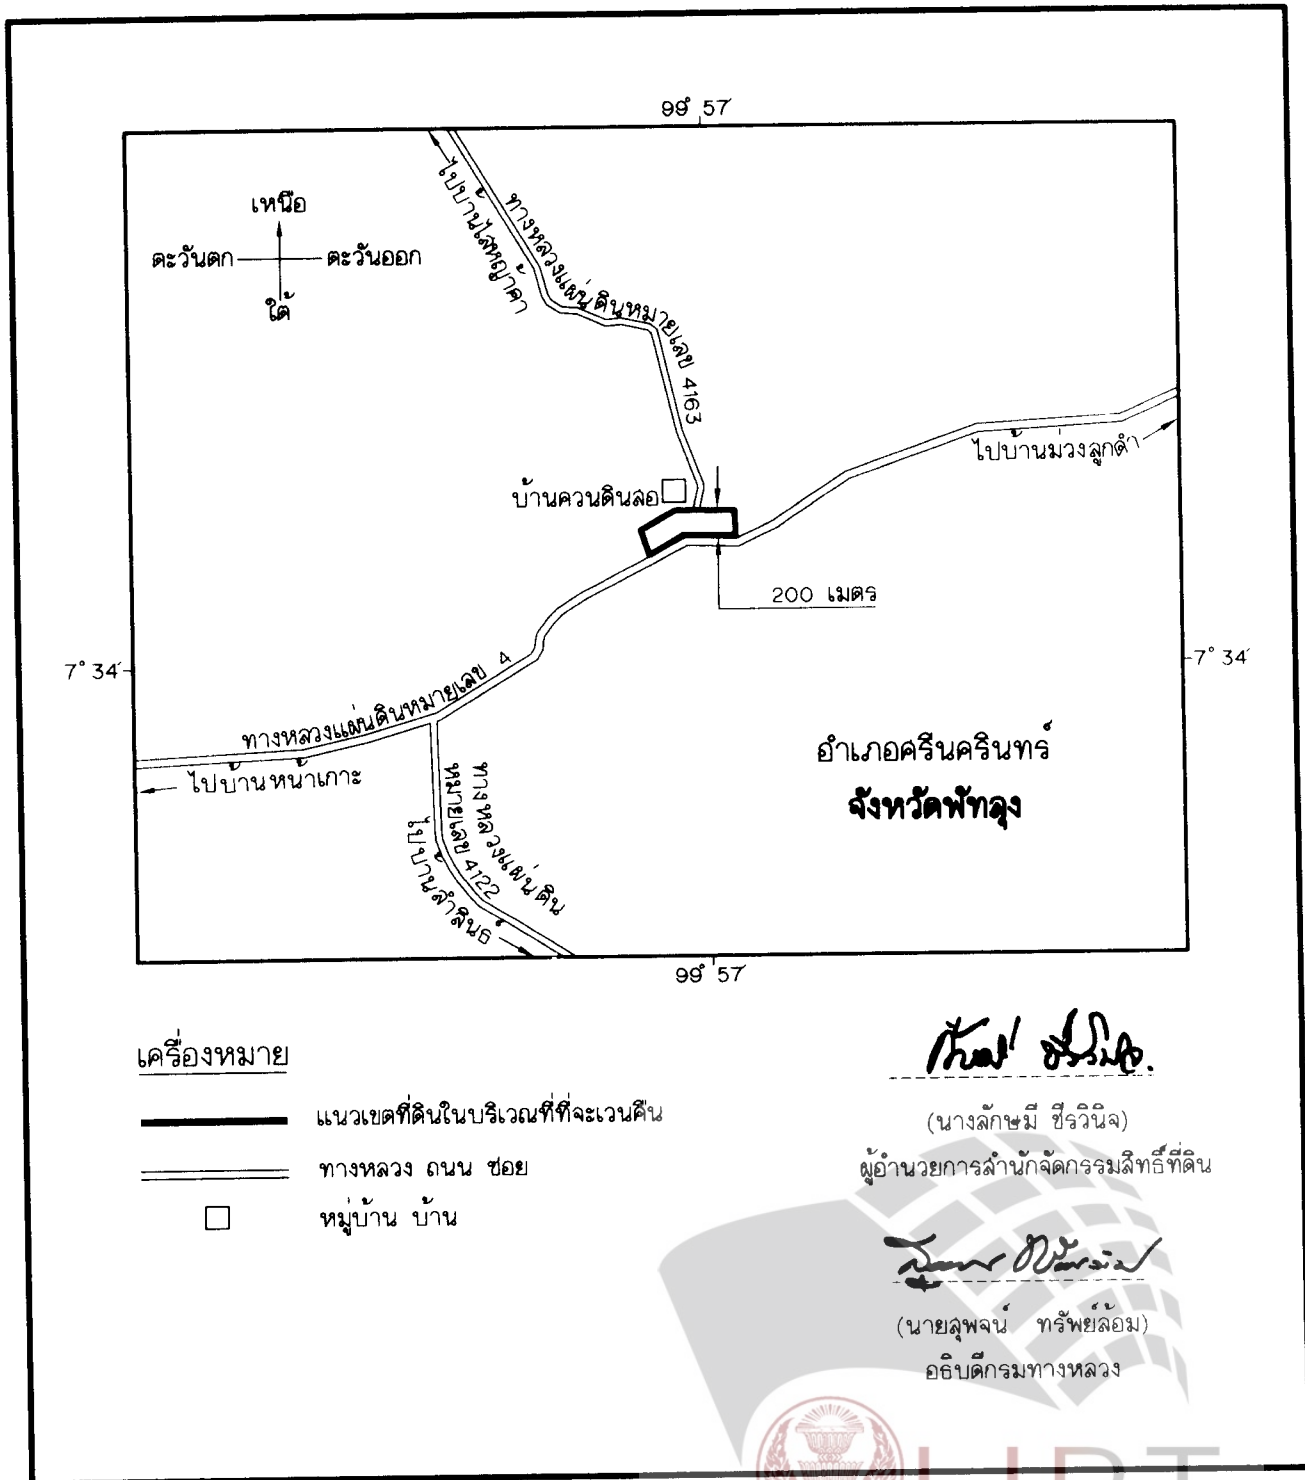 99° 57′
เหนือ
ตะวันตก
ตะวันออก
ใต้
ไปบ้านไสหญ้าคา
ทางหลวงแผ่นดินหมายเลข 4163
ไปบ้านม่วงลูกดำ
บ้านควนดินสอ
200 เมตร
7° 34′
7° 34′
ทางหลวงแผ่นดินหมายเลข 4
ไปบ้านหน้าเกาะ
ทางหลวงแผ่นดิน
หมายเลข 4122
ไปบ้านลำสินธุ์
อำเภอศรีนครินทร์
จังหวัดพัทลุง
99° 57′
เครื่องหมาย
แนวเขตที่ดินในบริเวณที่ที่จะเวนคืน
ทางหลวง ถนน ซอย
หมู่บ้าน บ้าน
(นางลักษมี ชีรวินิจ)
ผู้อำนวยการสำนักจัดกรรมสิทธิ์ที่ดิน
(นายสุพจน์ ทรัพย์ล้อม)
อธิบดีกรมทางหลวง